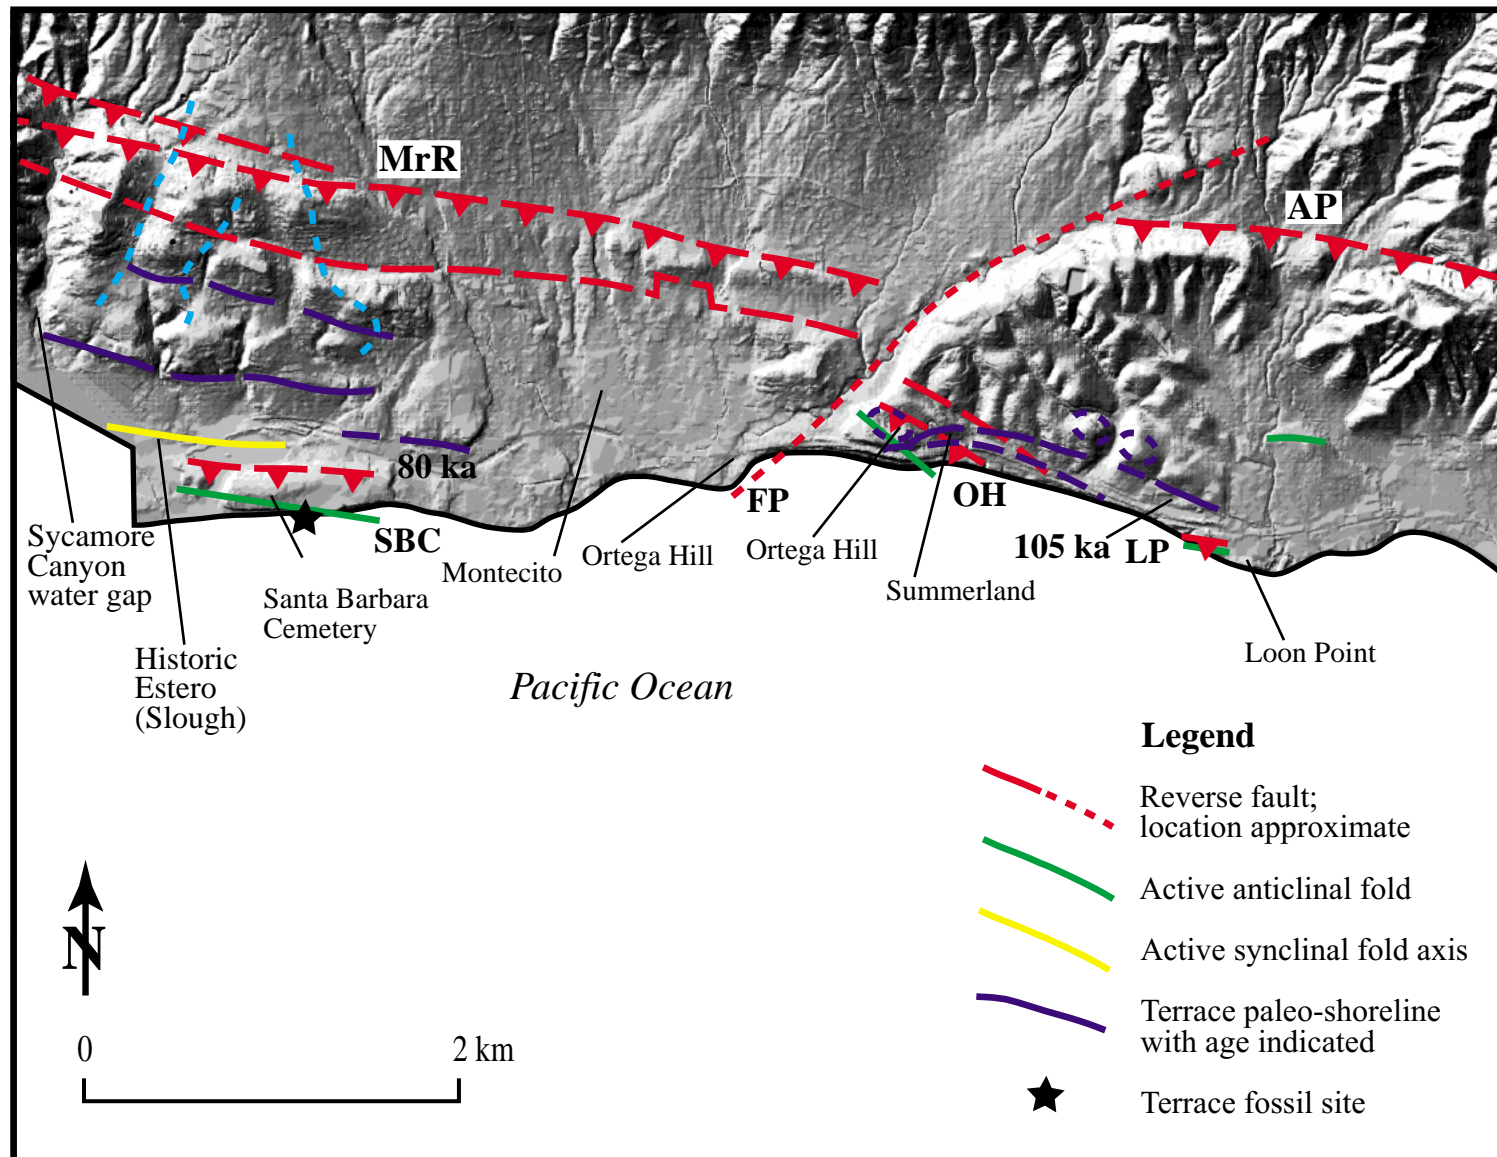 MrR
AP
80 ka
SBC
FP
OH
105 ka
LP
Sycamore
Canyon
water gap
Historic
Estero
(Slough)
Santa Barbara
Cemetery
Montecito
Ortega Hill
Ortega Hill
Summerland
Loon Point
Pacific Ocean
N
0
2 km
Legend
Reverse fault;
location approximate
Active anticlinal fold
Active synclinal fold axis
Terrace paleo-shoreline
with age indicated
Terrace fossil site